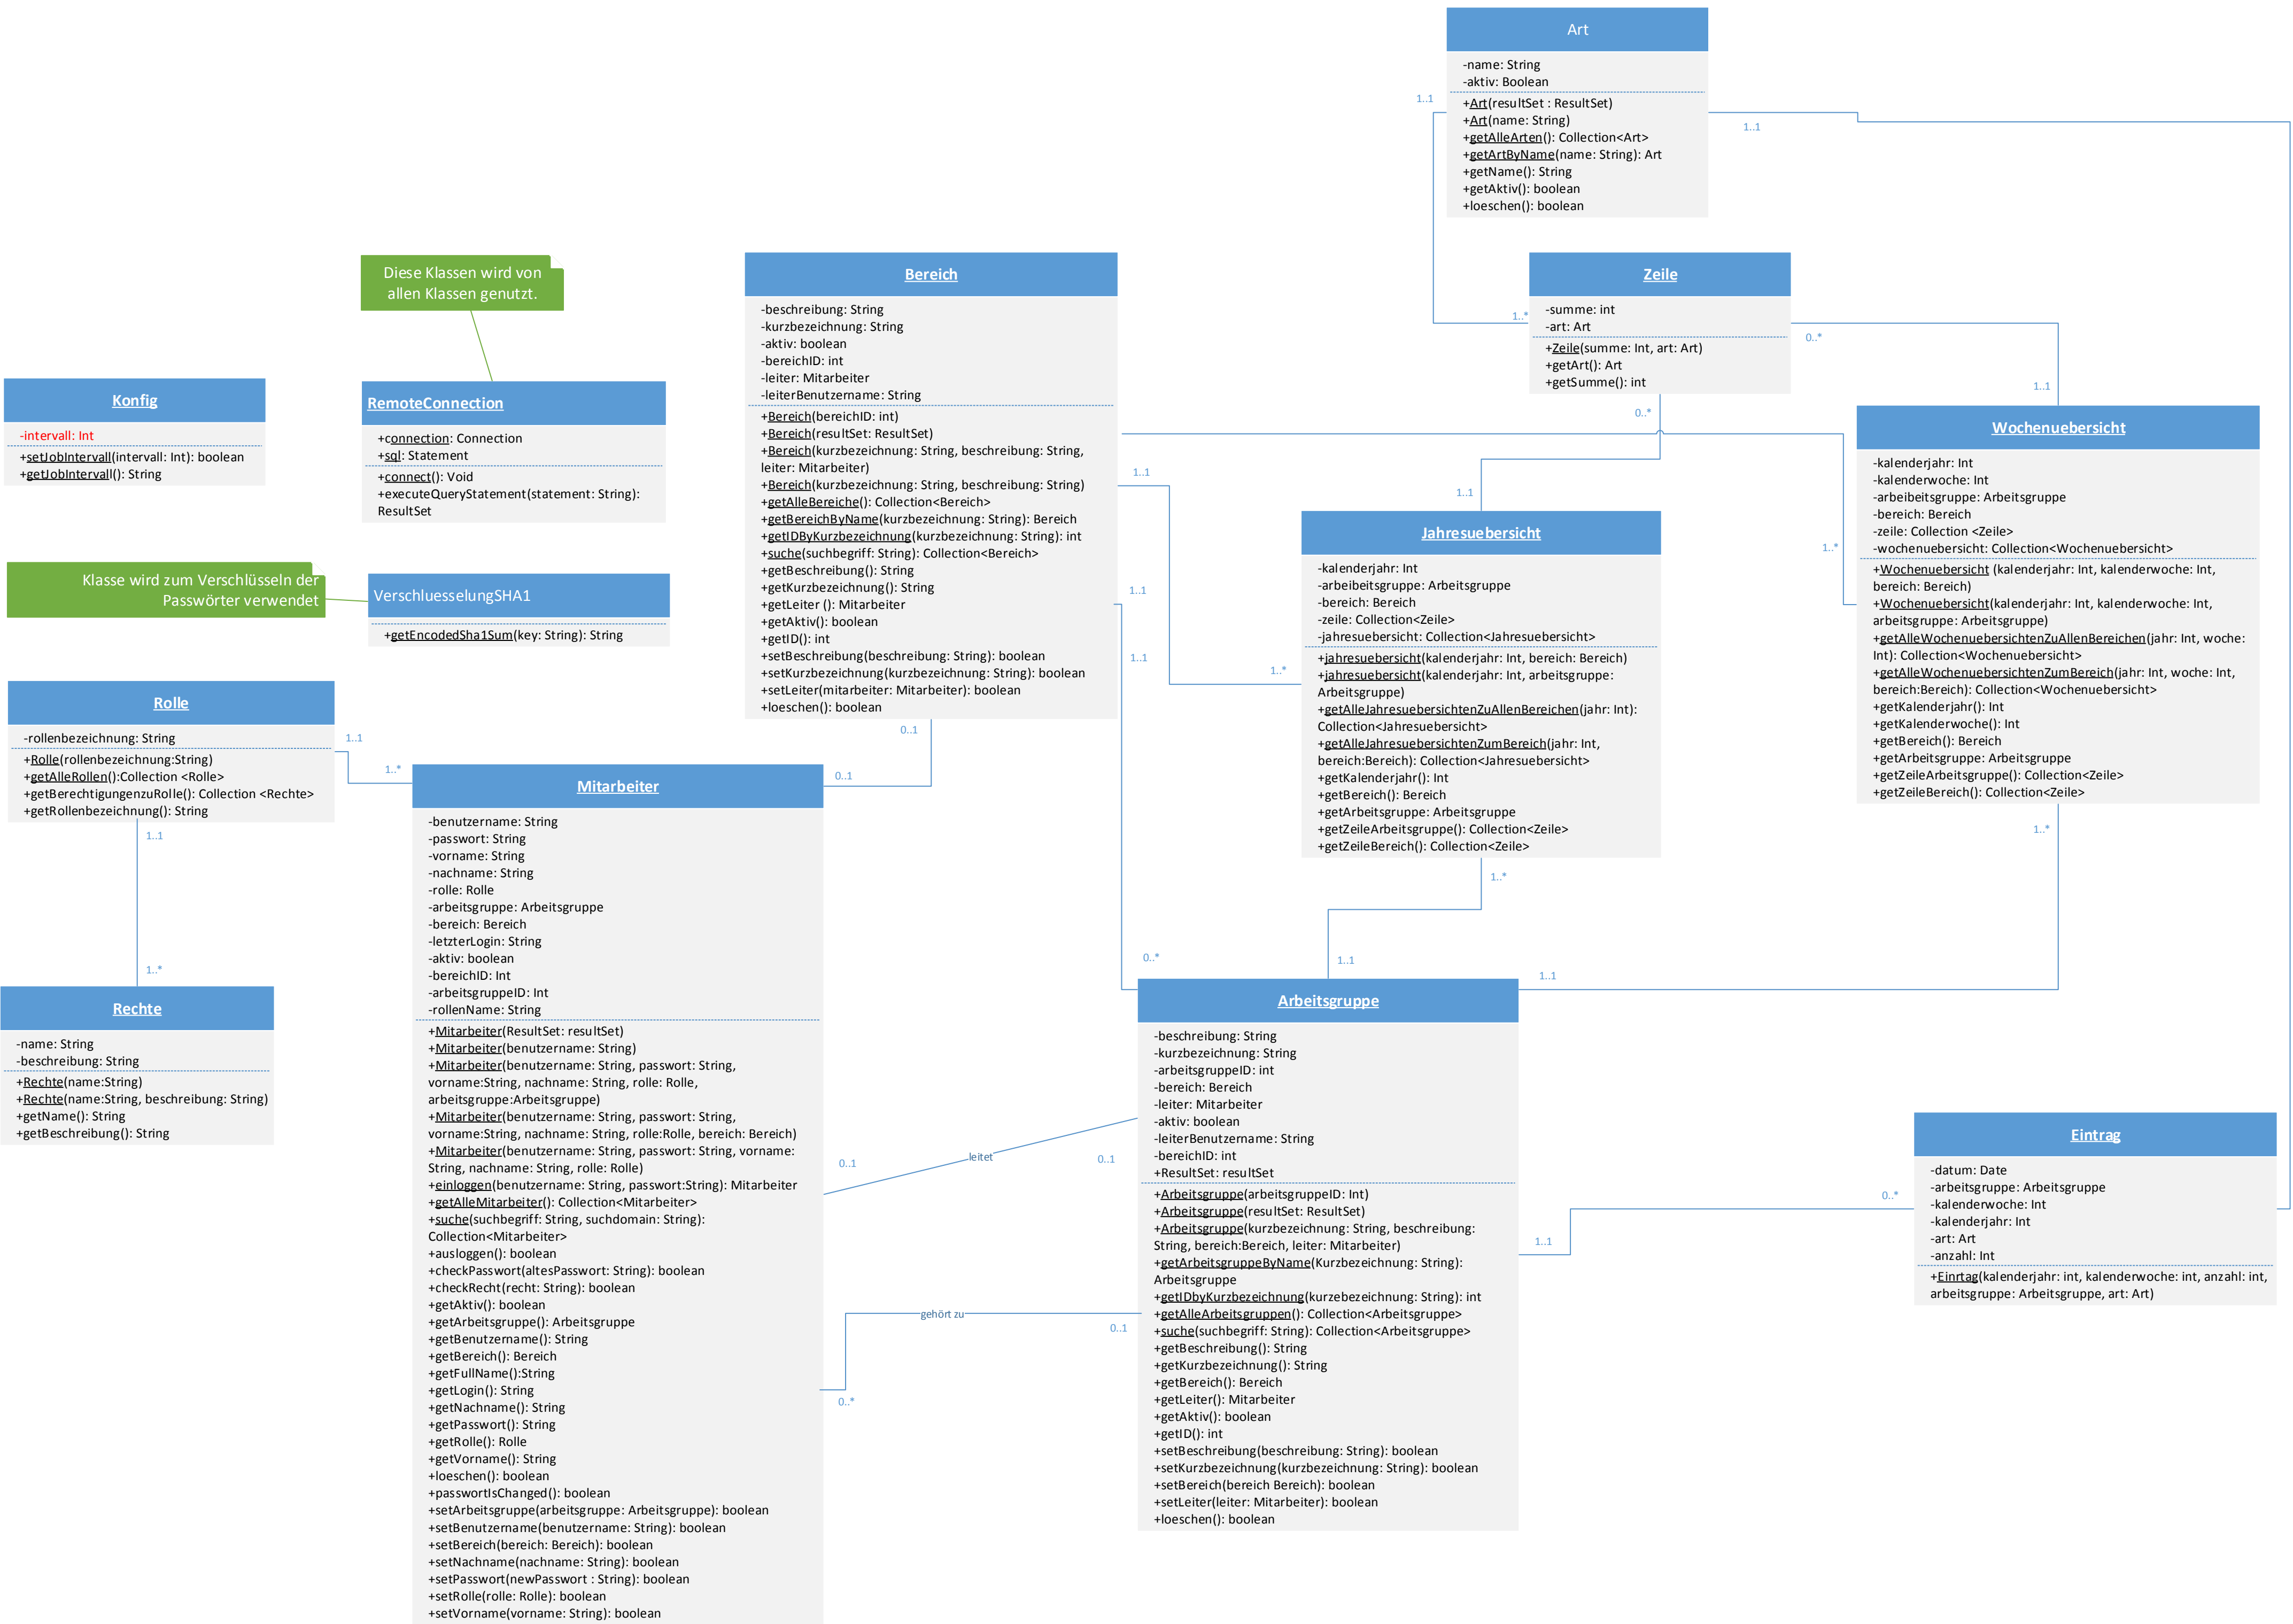 Art
-name: String
-aktiv: Boolean
+Art(resultSet : ResultSet)
+Art(name: String)
+getAlleArten(): Collection<Art>
+getArtByName(name: String): Art
+getName(): String
+getAktiv(): boolean
+loeschen(): boolean
1..1
1..1
1..*
Zeile
-summe: int
-art: Art
+Zeile(summe: Int, art: Art)
+getArt(): Art
+getSumme(): int
0..*
1..1
0..*
1..1
Diese Klassen wird von
allen Klassen genutzt.
Konfig
-intervall: Int
+setJobIntervall(intervall: Int): boolean
+getJobIntervall(): String
RemoteConnection
+connection: Connection
+sql: Statement
+connect(): Void
+executeQueryStatement(statement: String):
ResultSet
Klasse wird zum Verschlüsseln der
Passwörter verwendet
VerschluesselungSHA1
+getEncodedSha1Sum(key: String): String
Bereich
-beschreibung: String
-kurzbezeichnung: String
-aktiv: boolean
-bereichID: int
-leiter: Mitarbeiter
-leiterBenutzername: String
+Bereich(bereichID: int)
+Bereich(resultSet: ResultSet)
+Bereich(kurzbezeichnung: String, beschreibung: String,
leiter: Mitarbeiter)
+Bereich(kurzbezeichnung: String, beschreibung: String)
+getAlleBereiche(): Collection<Bereich>
+getBereichByName(kurzbezeichnung: String): Bereich
+getIDByKurzbezeichnung(kurzbezeichnung: String): int
+suche(suchbegriff: String): Collection<Bereich>
+getBeschreibung(): String
+getKurzbezeichnung(): String
+getLeiter (): Mitarbeiter
+getAktiv(): boolean
+getID(): int
+setBeschreibung(beschreibung: String): boolean
+setKurzbezeichnung(kurzbezeichnung: String): boolean
+setLeiter(mitarbeiter: Mitarbeiter): boolean
+loeschen(): boolean
1..1
1..1
1..1
1..*
1..*
0..1
0..1
Jahresuebersicht
-kalenderjahr: Int
-arbeibeitsgruppe: Arbeitsgruppe
-bereich: Bereich
-zeile: Collection<Zeile>
-jahresuebersicht: Collection<Jahresuebersicht>
+jahresuebersicht(kalenderjahr: Int, bereich: Bereich)
+jahresuebersicht(kalenderjahr: Int, arbeitsgruppe:
Arbeitsgruppe)
+getAlleJahresuebersichtenZuAllenBereichen(jahr: Int):
Collection<Jahresuebersicht>
+getAlleJahresuebersichtenZumBereich(jahr: Int,
bereich:Bereich): Collection<Jahresuebersicht>
+getKalenderjahr(): Int
+getBereich(): Bereich
+getArbeitsgruppe: Arbeitsgruppe
+getZeileArbeitsgruppe(): Collection<Zeile>
+getZeileBereich(): Collection<Zeile>
1..*
1..1
Wochenuebersicht
-kalenderjahr: Int
-kalenderwoche: Int
-arbeibeitsgruppe: Arbeitsgruppe
-bereich: Bereich
-zeile: Collection <Zeile>
-wochenuebersicht: Collection<Wochenuebersicht>
+Wochenuebersicht (kalenderjahr: Int, kalenderwoche: Int,
bereich: Bereich)
+Wochenuebersicht(kalenderjahr: Int, kalenderwoche: Int,
arbeitsgruppe: Arbeitsgruppe)
+getAlleWochenuebersichtenZuAllenBereichen(jahr: Int, woche:
Int): Collection<Wochenuebersicht>
+getAlleWochenuebersichtenZumBereich(jahr: Int, woche: Int,
bereich:Bereich): Collection<Wochenuebersicht>
+getKalenderjahr(): Int
+getKalenderwoche(): Int
+getBereich(): Bereich
+getArbeitsgruppe: Arbeitsgruppe
+getZeileArbeitsgruppe(): Collection<Zeile>
+getZeileBereich(): Collection<Zeile>
1..*
1..1
Rolle
-rollenbezeichnung: String
+Rolle(rollenbezeichnung:String)
+getAlleRollen():Collection <Rolle>
+getBerechtigungenzuRolle(): Collection <Rechte>
+getRollenbezeichnung(): String
1..1
1..*
1..1
1..*
Rechte
-name: String
-beschreibung: String
+Rechte(name:String)
+Rechte(name:String, beschreibung: String)
+getName(): String
+getBeschreibung(): String
Mitarbeiter
-benutzername: String
-passwort: String
-vorname: String
-nachname: String
-rolle: Rolle
-arbeitsgruppe: Arbeitsgruppe
-bereich: Bereich
-letzterLogin: String
-aktiv: boolean
-bereichID: Int
-arbeitsgruppeID: Int
-rollenName: String
+Mitarbeiter(ResultSet: resultSet)
+Mitarbeiter(benutzername: String)
+Mitarbeiter(benutzername: String, passwort: String,
vorname:String, nachname: String, rolle: Rolle,
arbeitsgruppe:Arbeitsgruppe)
+Mitarbeiter(benutzername: String, passwort: String,
vorname:String, nachname: String, rolle:Rolle, bereich: Bereich)
+Mitarbeiter(benutzername: String, passwort: String, vorname:
String, nachname: String, rolle: Rolle)
+einloggen(benutzername: String, passwort:String): Mitarbeiter
+getAlleMitarbeiter(): Collection<Mitarbeiter>
+suche(suchbegriff: String, suchdomain: String):
Collection<Mitarbeiter>
+ausloggen(): boolean
+checkPasswort(altesPasswort: String): boolean
+checkRecht(recht: String): boolean
+getAktiv(): boolean
+getArbeitsgruppe(): Arbeitsgruppe
+getBenutzername(): String
+getBereich(): Bereich
+getFullName():String
+getLogin(): String
+getNachname(): String
+getPasswort(): String
+getRolle(): Rolle
+getVorname(): String
+loeschen(): boolean
+passwortIsChanged(): boolean
+setArbeitsgruppe(arbeitsgruppe: Arbeitsgruppe): boolean
+setBenutzername(benutzername: String): boolean
+setBereich(bereich: Bereich): boolean
+setNachname(nachname: String): boolean
+setPasswort(newPasswort : String): boolean
+setRolle(rolle: Rolle): boolean
+setVorname(vorname: String): boolean
0..1
leitet
0..1
gehört zu
0..1
0..*
0..*
Arbeitsgruppe
-beschreibung: String
-kurzbezeichnung: String
-arbeitsgruppeID: int
-bereich: Bereich
-leiter: Mitarbeiter
-aktiv: boolean
-leiterBenutzername: String
-bereichID: int
+ResultSet: resultSet
+Arbeitsgruppe(arbeitsgruppeID: Int)
+Arbeitsgruppe(resultSet: ResultSet)
+Arbeitsgruppe(kurzbezeichnung: String, beschreibung:
String, bereich:Bereich, leiter: Mitarbeiter)
+getArbeitsgruppeByName(Kurzbezeichnung: String):
Arbeitsgruppe
+getIDbyKurzbezeichnung(kurzebezeichnung: String): int
+getAlleArbeitsgruppen(): Collection<Arbeitsgruppe>
+suche(suchbegriff: String): Collection<Arbeitsgruppe>
+getBeschreibung(): String
+getKurzbezeichnung(): String
+getBereich(): Bereich
+getLeiter(): Mitarbeiter
+getAktiv(): boolean
+getID(): int
+setBeschreibung(beschreibung: String): boolean
+setKurzbezeichnung(kurzbezeichnung: String): boolean
+setBereich(bereich Bereich): boolean
+setLeiter(leiter: Mitarbeiter): boolean
+loeschen(): boolean
1..1
0..*
Eintrag
-datum: Date
-arbeitsgruppe: Arbeitsgruppe
-kalenderwoche: Int
-kalenderjahr: Int
-art: Art
-anzahl: Int
+Einrtag(kalenderjahr: int, kalenderwoche: int, anzahl: int,
arbeitsgruppe: Arbeitsgruppe, art: Art)